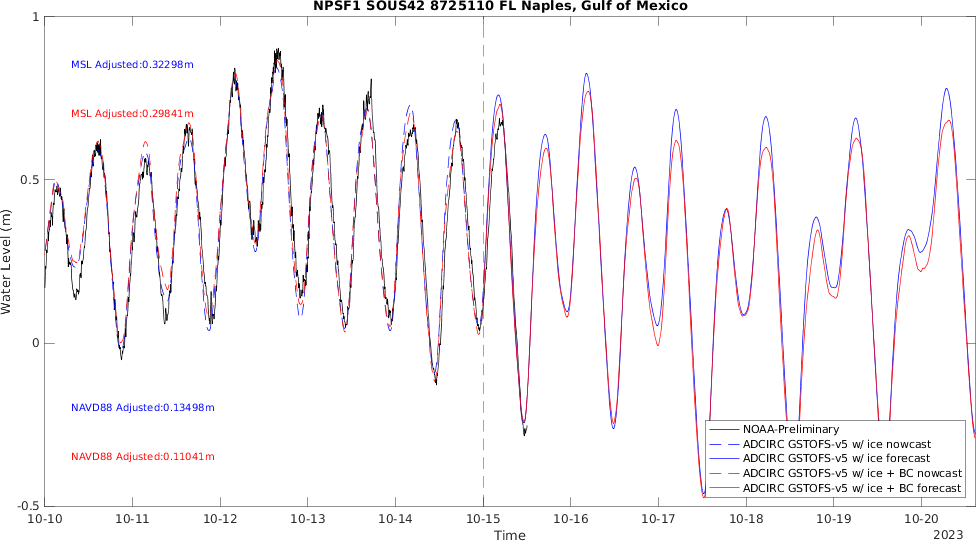 NPSF1 SOUS42 8725110 FL Naples, Gulf of Mexico
1
MSL Adjusted:0.32298m
MSL Adjusted:0.29841m
0.5
Water Level (m)
0
NAVD88 Adjusted:0.13498m
NAVD88 Adjusted:0.11041m
NOAA-Preliminary
ADCIRC GSTOFS-v5 w/ ice nowcast
ADCIRC GSTOFS-v5 w/ ice forecast
ADCIRC GSTOFS-v5 w/ ice + BC nowcast
ADCIRC GSTOFS-v5 w/ ice + BC forecast
-0.5
10-10 10-11 10-12 10-13 10-14 10-15 10-16 10-17 10-18 10-19 10-20
Time
2023